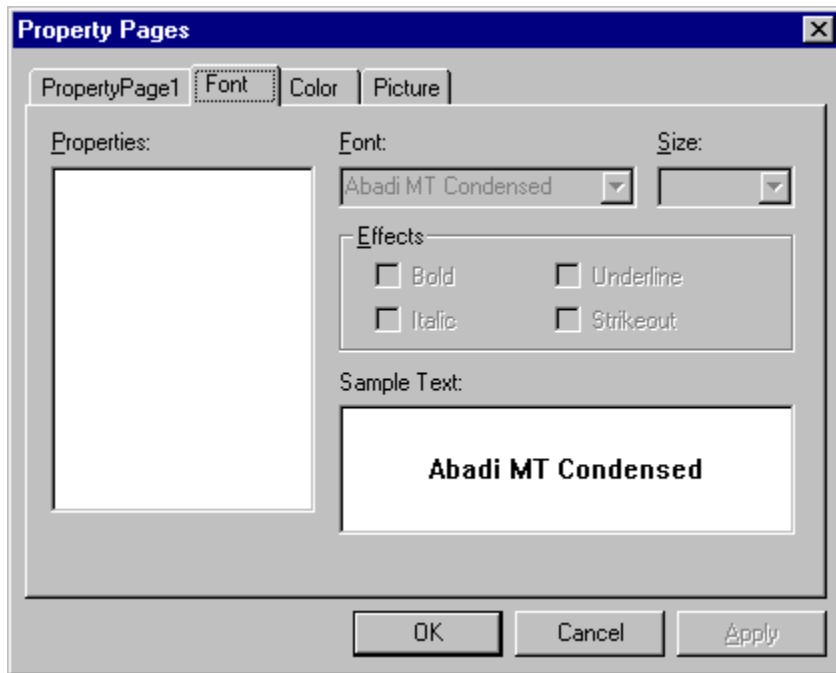 Property Pages
PropertyPage1 Font Color Picture
Properties: Font: Size:
Abadi MT Condensed
Effects
Bold Underline
Italic Strikeout
Sample Text:
Abadi MT Condensed
OK Cancel Apply